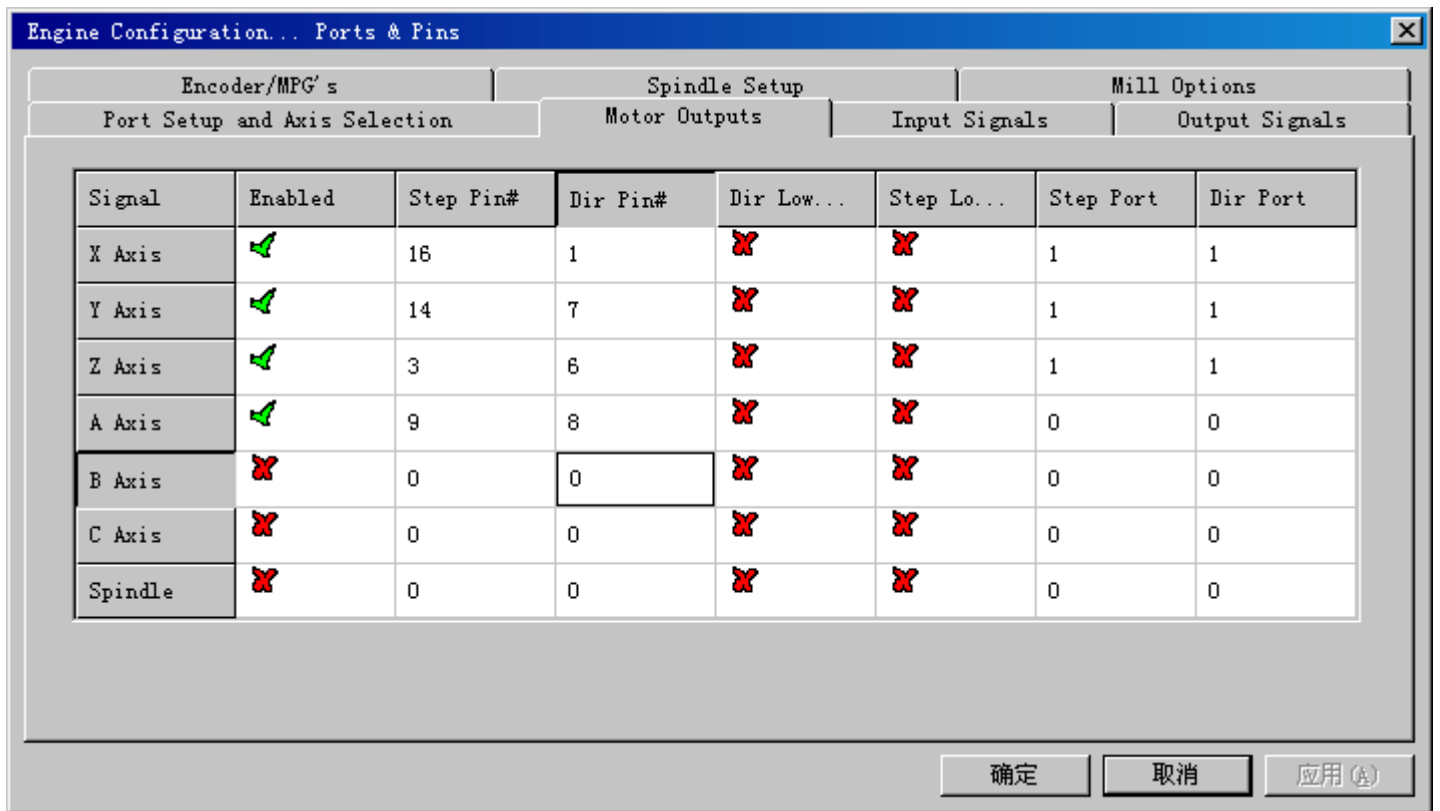 Engine Configuration... Ports & Pins
Encoder/MPG's Spindle Setup Mill Options
Port Setup and Axis Selection Motor Outputs Input Signals Output Signals
Signal Enabled Step Pin# Dir Pin# Dir Low... Step Lo... Step Port Dir Port
X Axis 16 1 1 1
Y Axis 14 7 1 1
Z Axis 3 6 1 1
A Axis 9 8 0 0
B Axis 0 0 0 0
C Axis 0 0 0 0
Spindle 0 0 0 0
确定 取消 应用(A)